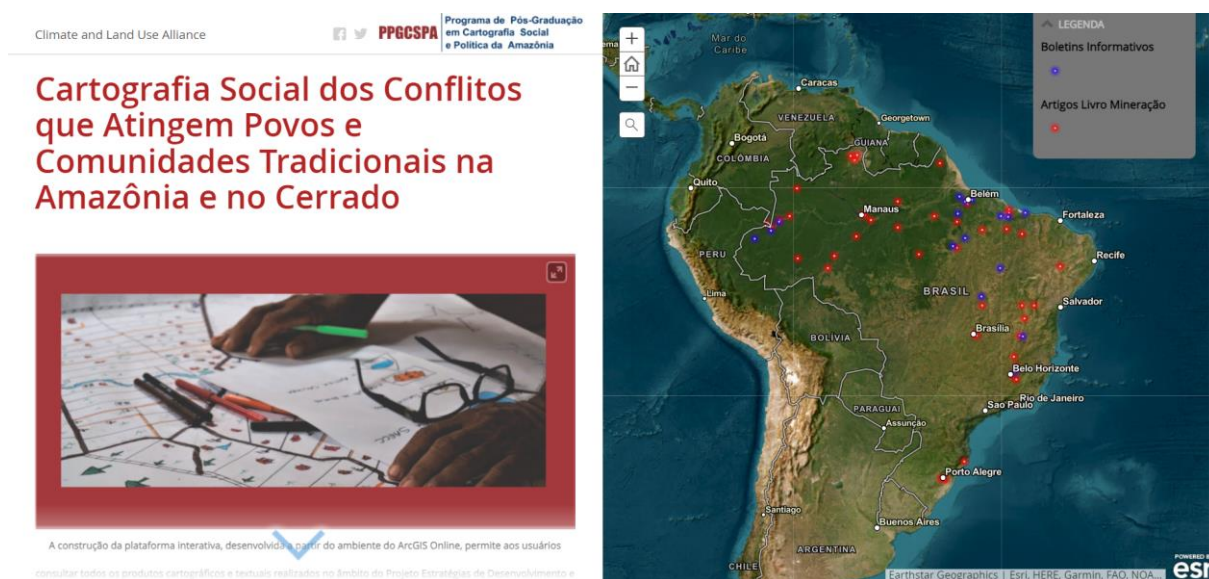 Climate and Land Use Alliance
PPGCSPA
Programa de Pós-Graduação
em Cartografia Social
e Política da Amazônia
Cartografia Social dos Conflitos
que Atingem Povos e
Comunidades Tradicionais na
Amazônia e no Cerrado
A construção da plataforma interativa, desenvolvida a partir do ambiente do ArcGIS Online, permite aos usuários
consultar todos os produtos cartográficos e textuais realizados no âmbito do Projeto Estratégias de Desenvolvimento e
LEGENDA
Boletins Informativos
Artigos Livro Mineração
Mar do
Caribe
Caracas
VENEZUELA
Georgetown
Bogotá
GUIANA
COLÔMBIA
Quito
Belém
Manaus
Fortaleza
PERU
Recife
BRASIL
Lima
Salvador
Brasília
BOLÍVIA
Belo Horizonte
Rio de Janeiro
Sao Paulo
PARAGUAI
Assunção
Porto Alegre
Santiago
Buenos Aires
ARGENTINA
CHILE
POWERED BY
esri
Earthstar Geographics | Esri, HERE, Garmin, FAO, NOA...